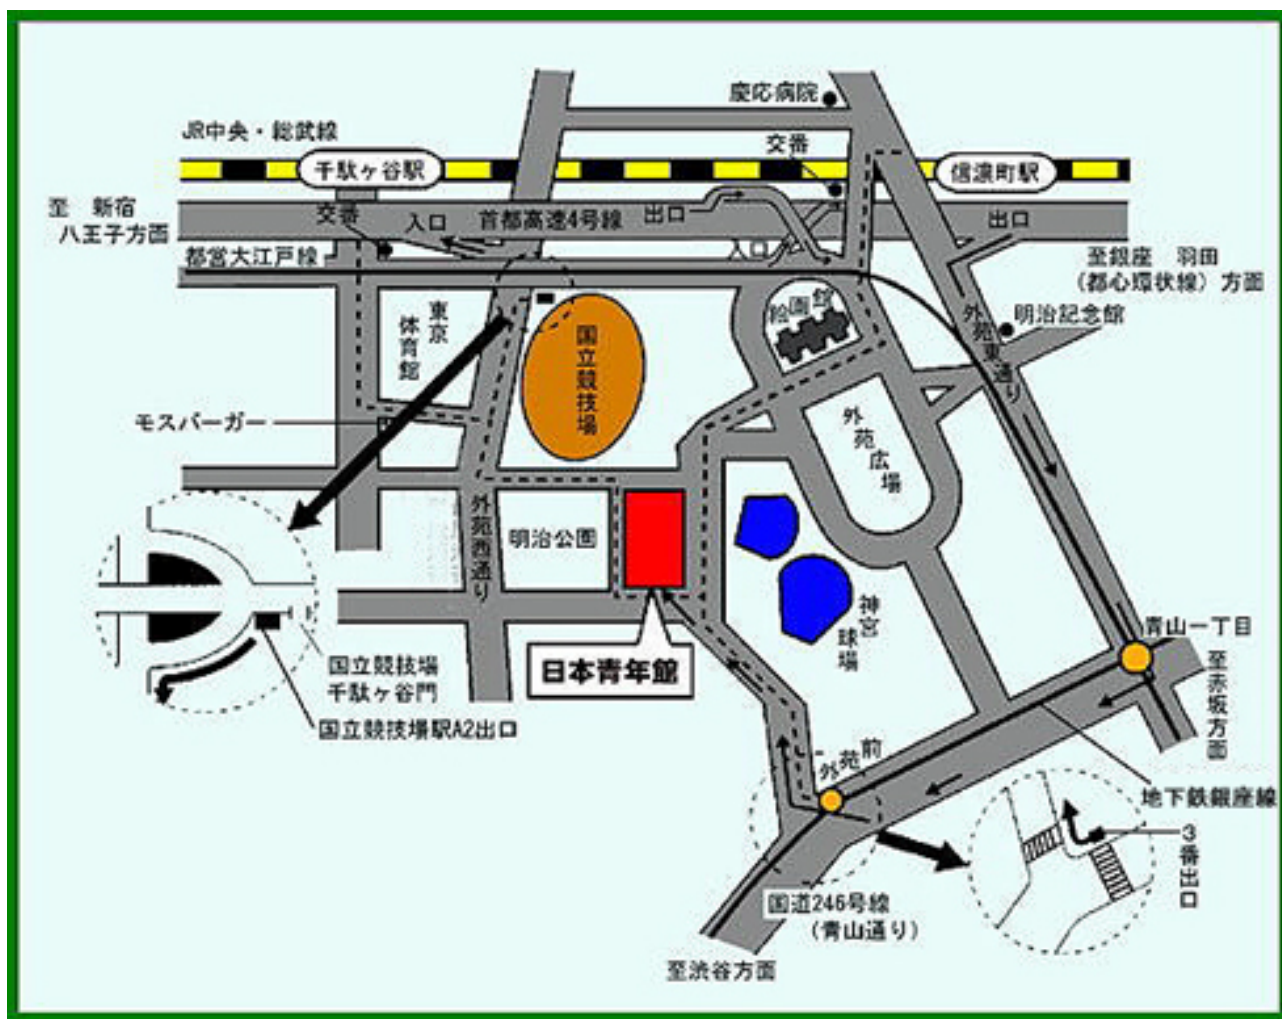 慶応病院
JR中央・総武線
交番
千駄ヶ谷駅
信濃町駅
至 新宿
八王子方面
交番
入口
首都高速4号線
出口
出口
都営大江戸線
入口
至銀座 羽田
(都心環状線)方面
絵画館
明治記念館
東京
体育館
国立競技場
外苑東通り
モスバーガー
外苑広場
外苑西通り
明治公園
神宮
球場
青山一丁目
日本青年館
至赤坂方面
国立競技場
千駄ヶ谷門
国立競技場駅A2出口
外苑前
地下鉄銀座線
3番出口
国道246号線
(青山通り)
至渋谷方面